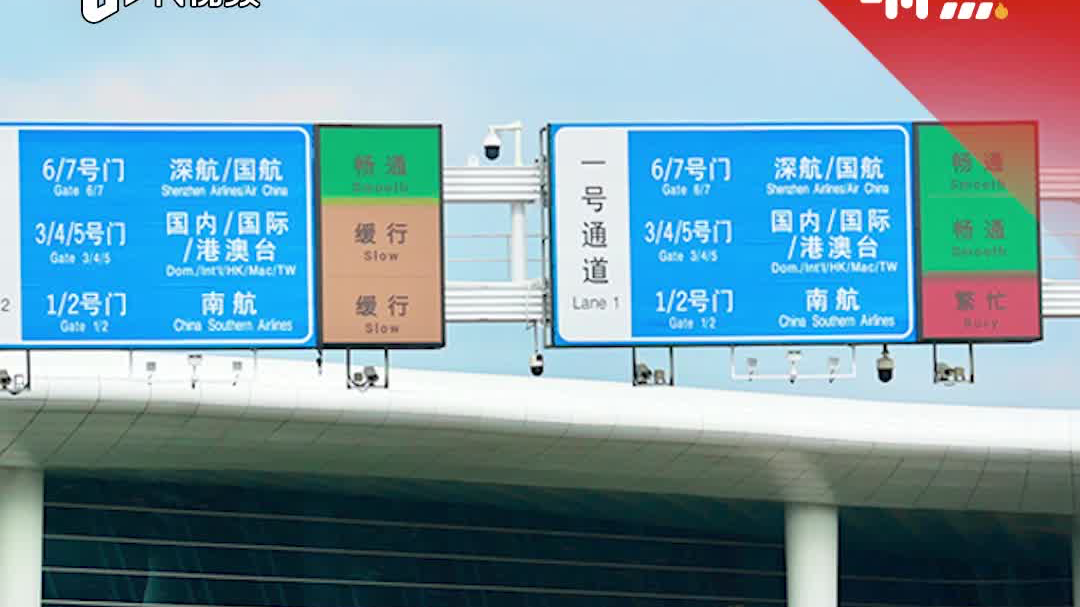 视频
2
6/7号门 深航/国航 畅通
Gate 6/7 Shenzhen Airlines/Air China Smooth
3/4/5号门 国内/国际 缓行
/港澳台
Gate 3/4/5 Dom./Int'l/HK/Mac/TW Slow
1/2号门 南航 缓行
Gate 1/2 China Southern Airlines Slow
一号通道
Lane 1
6/7号门 深航/国航 畅通
Gate 6/7 Shenzhen Airlines/Air China Smooth
3/4/5号门 国内/国际 畅通
/港澳台
Gate 3/4/5 Dom./Int'l/HK/Mac/TW Smooth
1/2号门 南航 繁忙
Gate 1/2 China Southern Airlines Busy